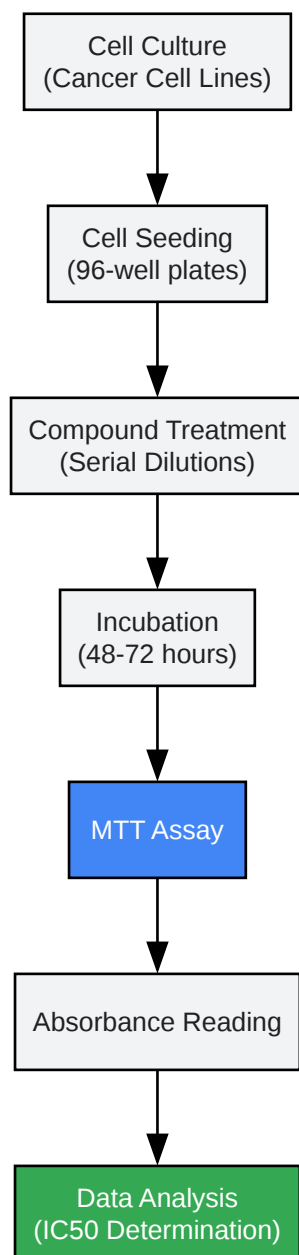 Cell Culture
(Cancer Cell Lines)
Cell Seeding
(96-well plates)
Compound Treatment
(Serial Dilutions)
Incubation
(48-72 hours)
MTT Assay
Absorbance Reading
Data Analysis
(IC50 Determination)